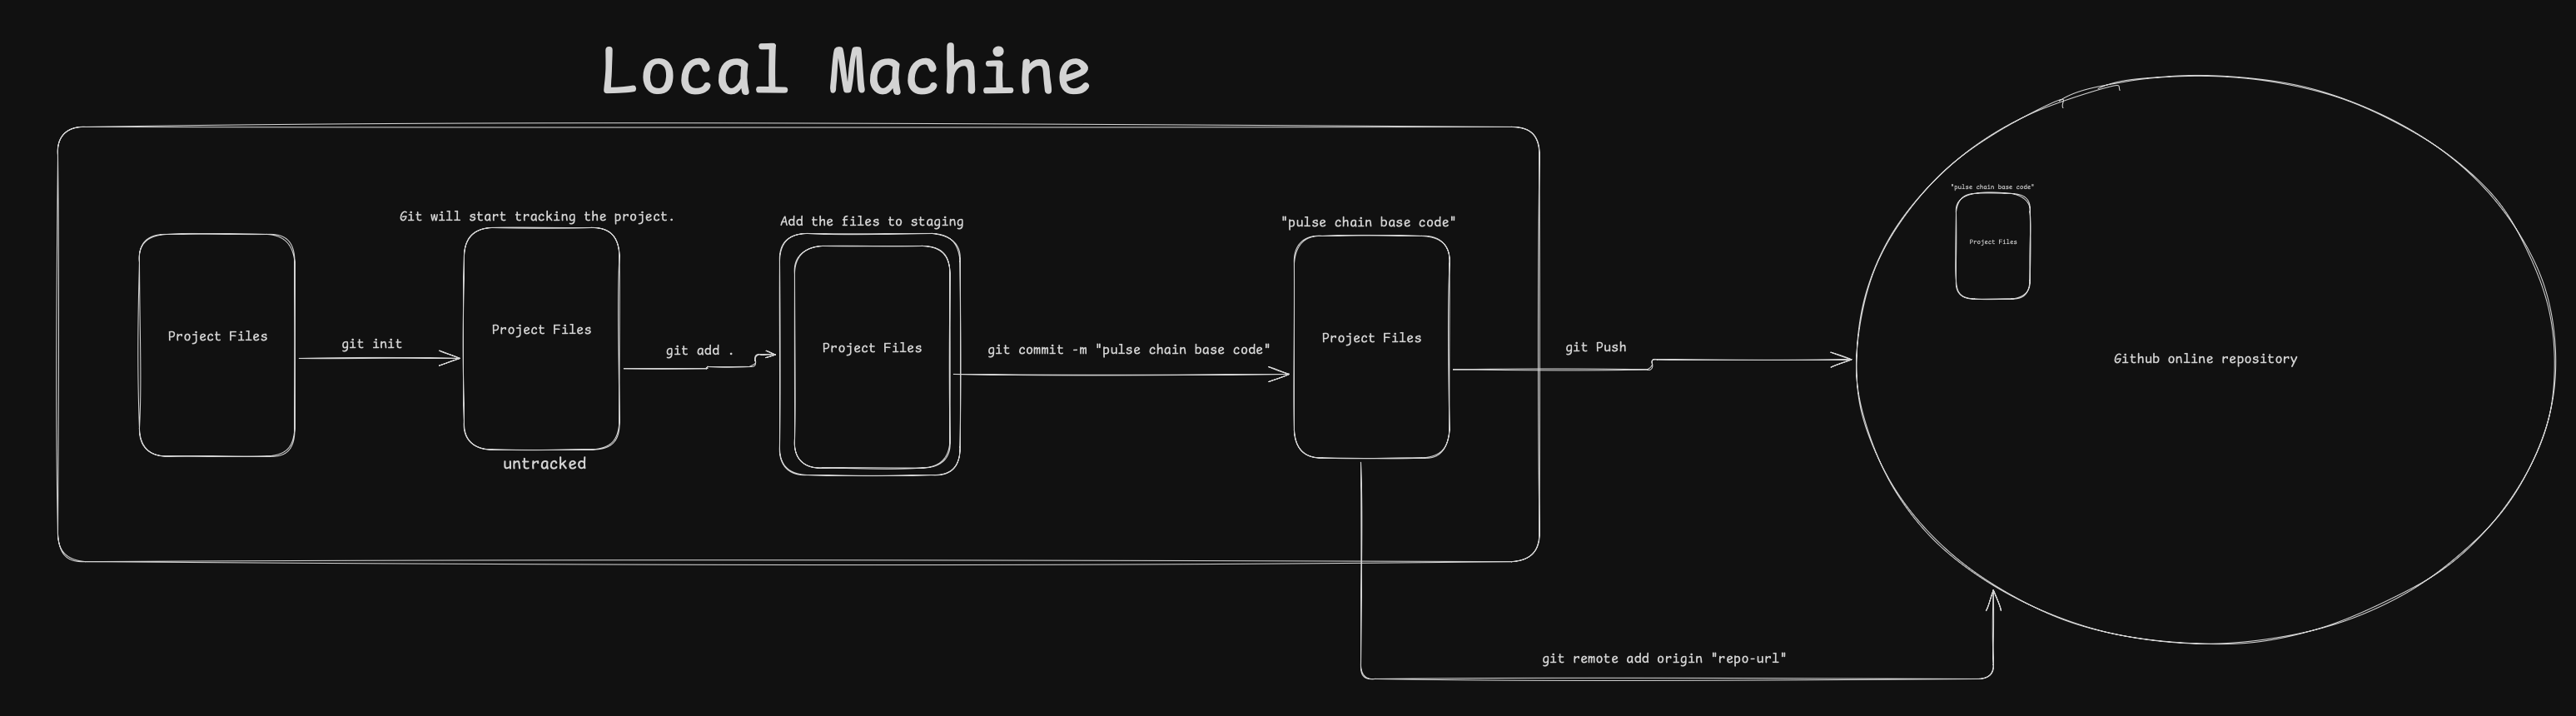 Local Machine
Git will start tracking the project.
Add the files to staging
"pulse chain base code"
"pulse chain base code"
Project Files
git init
Project Files
untracked
git add .
Project Files
git commit -m "pulse chain base code"
Project Files
git Push
Project Files
Github online repository
git remote add origin "repo-url"